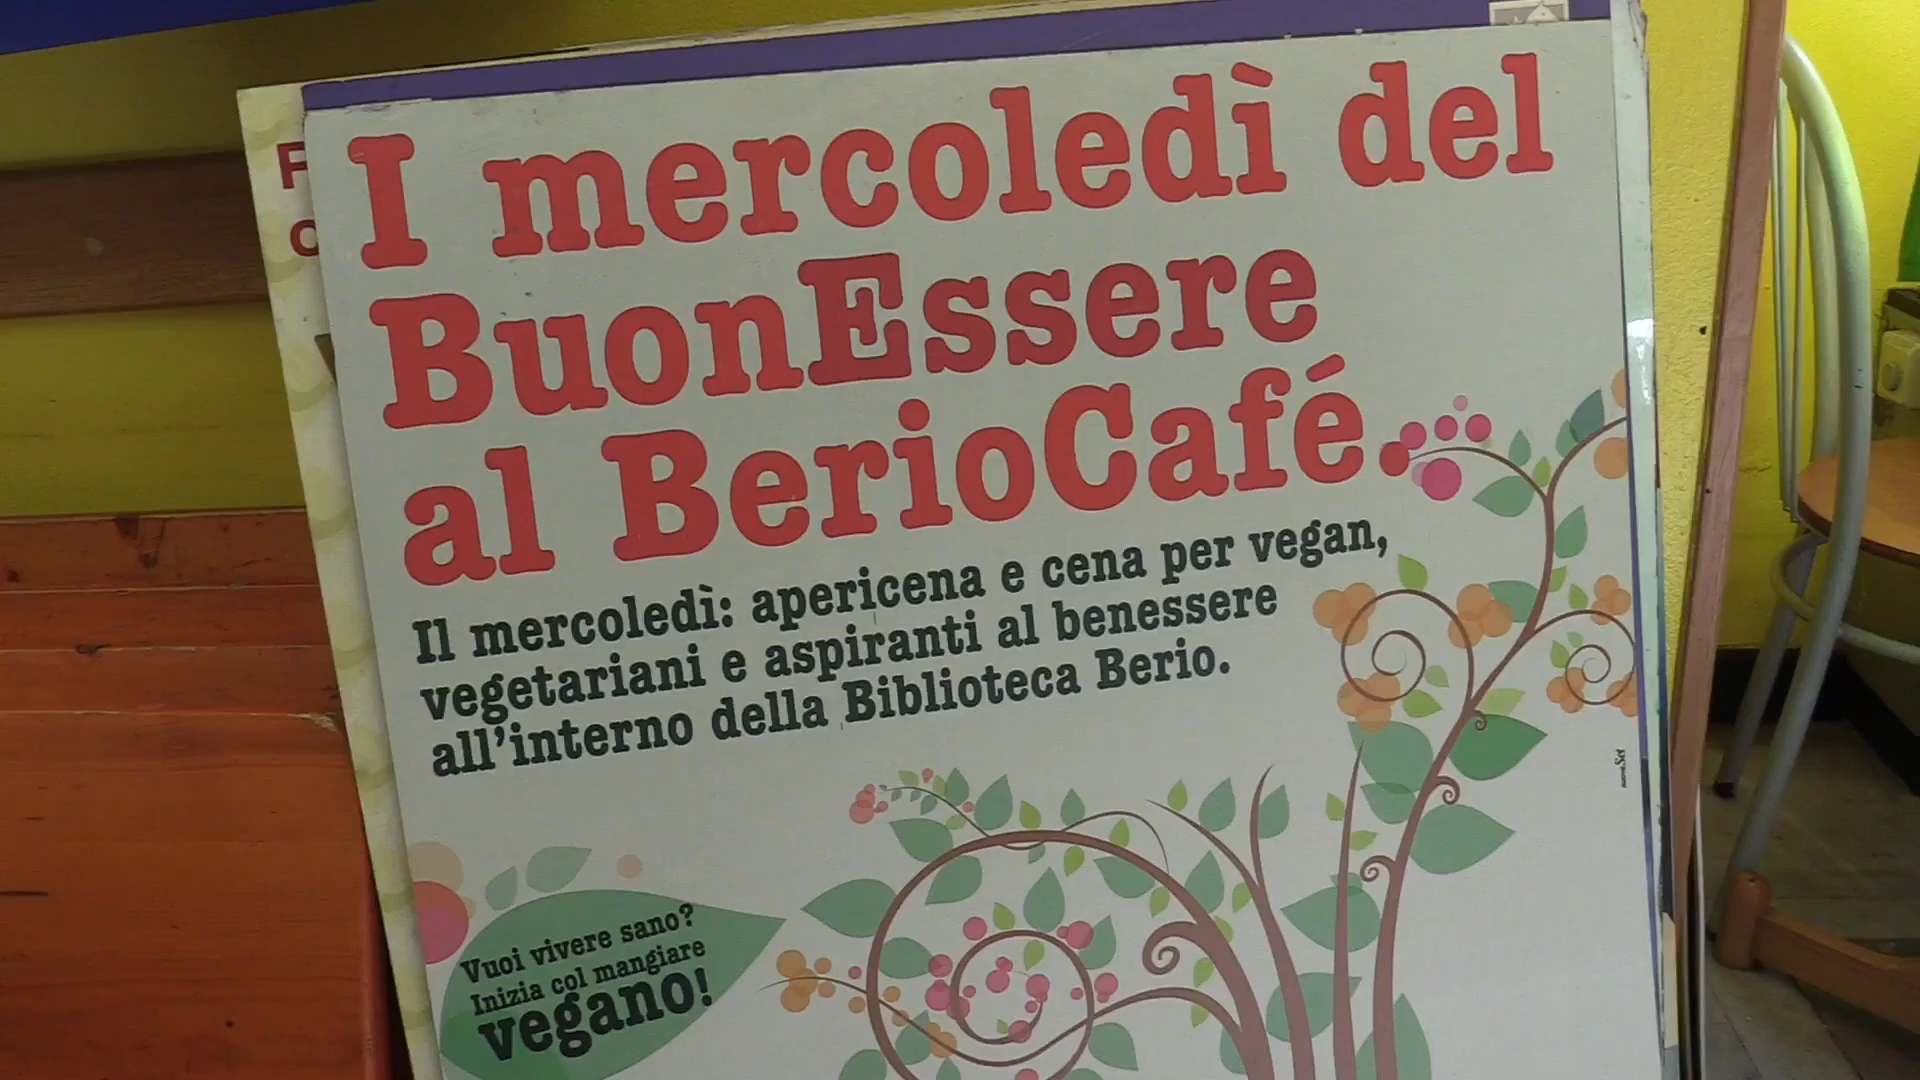 I mercoledì del
BuonEssere
al BerioCafé.
Il mercoledì: apericena e cena per vegan,
vegetariani e aspiranti al benessere
all'interno della Biblioteca Berio.
Vuoi vivere sano?
Inizia col mangiare
vegano!